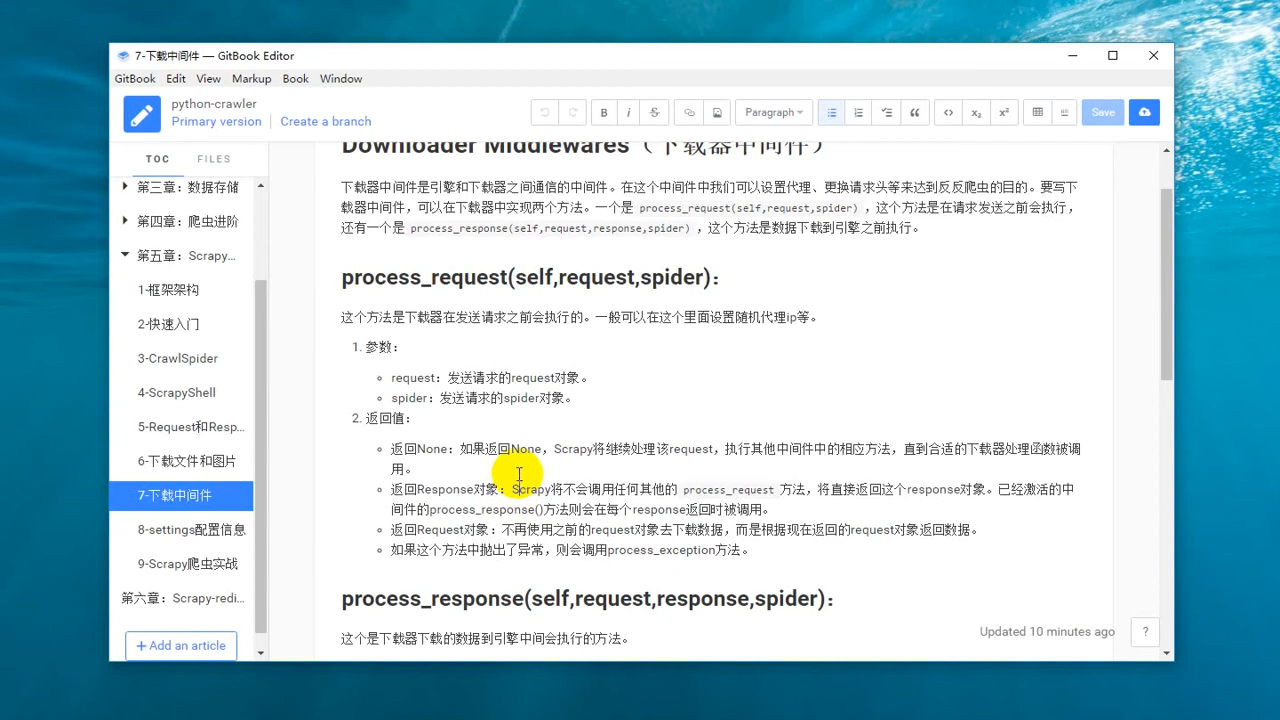 7-下载中间件 — GitBook Editor
GitBook Edit View Markup Book Window
python-crawler
Primary version Create a branch
Paragraph
Save
TOC FILES
第三章：数据存储
第四章：爬虫进阶
第五章：Scrapy...
1-框架架构
2-快速入门
3-CrawlSpider
4-ScrapyShell
5-Request和Resp...
6-下载文件和图片
7-下载中间件
8-settings配置信息
9-Scrapy爬虫实战
第六章：Scrapy-redi...
+ Add an article
Downloader Middlewares（下载器中间件）
下载器中间件是引擎和下载器之间通信的中间件。在这个中间件中我们可以设置代理、更换请求头等来达到反反爬虫的目的。要写下
载器中间件，可以在下载器中实现两个方法。一个是 process_request(self,request,spider) ，这个方法是在请求发送之前会执行，
还有一个是 process_response(self,request,response,spider) ，这个方法是数据下载到引擎之前执行。
process_request(self,request,spider)：
这个方法是下载器在发送请求之前会执行的。一般可以在这个里面设置随机代理ip等。
1. 参数：
request：发送请求的request对象。
spider：发送请求的spider对象。
2. 返回值：
返回None：如果返回None，Scrapy将继续处理该request，执行其他中间件中的相应方法，直到合适的下载器处理函数被调
用。
返回Response对象：Scrapy将不会调用任何其他的 process_request 方法，将直接返回这个response对象。已经激活的中
间件的process_response()方法则会在每个response返回时被调用。
返回Request对象：不再使用之前的request对象去下载数据，而是根据现在返回的request对象返回数据。
如果这个方法中抛出了异常，则会调用process_exception方法。
process_response(self,request,response,spider)：
这个是下载器下载的数据到引擎中间会执行的方法。
Updated 10 minutes ago
?